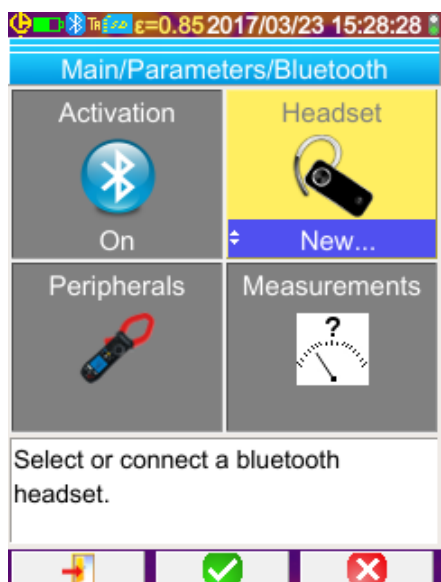 TA ε=0.85 2017/03/23 15:28:28
Main/Parameters/Bluetooth
Activation
Headset
On
New...
Peripherals
Measurements
?
Select or connect a bluetooth
headset.